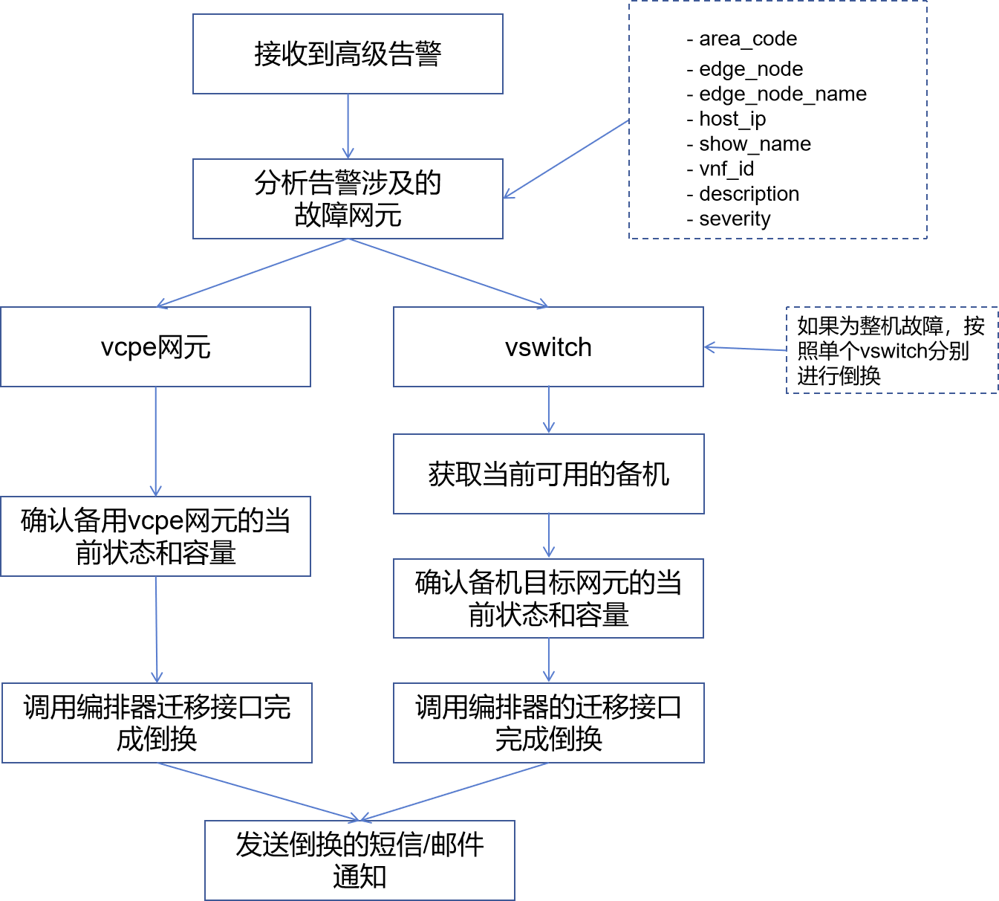 接收到高级告警
- area_code
- edge_node
- edge_node_name
- host_ip
- show_name
- vnf_id
- description
- severity
分析告警涉及的
故障网元
vcpe网元
vswitch
如果为整机故障，按
照单个vswitch分别
进行倒换
获取当前可用的备机
确认备用vcpe网元的当
前状态和容量
确认备机目标网元的当
前状态和容量
调用编排器迁移接口完
成倒换
调用编排器的迁移接口
完成倒换
发送倒换的短信/邮件
通知